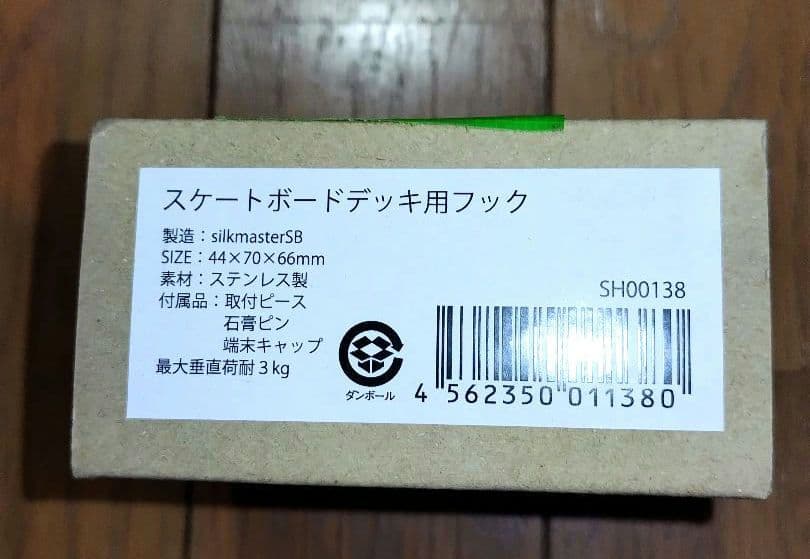 スケートボードデッキ用フック
製造：silkmasterSB
SIZE：44×70×66mm
素材：ステンレス製
付属品：取付ピース
石膏ピン
端末キャップ
最大垂直荷耐３kg
ダンボール
SH00138
4 562350 011380